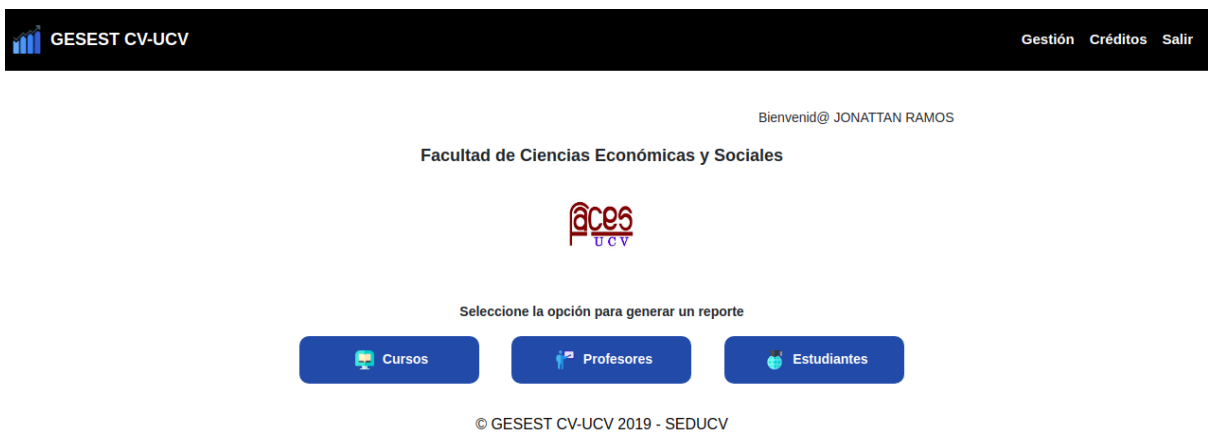 GESEST CV-UCV
Gestión Créditos Salir
Bienvenid@ JONATTAN RAMOS
Facultad de Ciencias Económicas y Sociales
faces
UCV
Seleccione la opción para generar un reporte
Cursos
Profesores
Estudiantes
© GESEST CV-UCV 2019 - SEDUCV